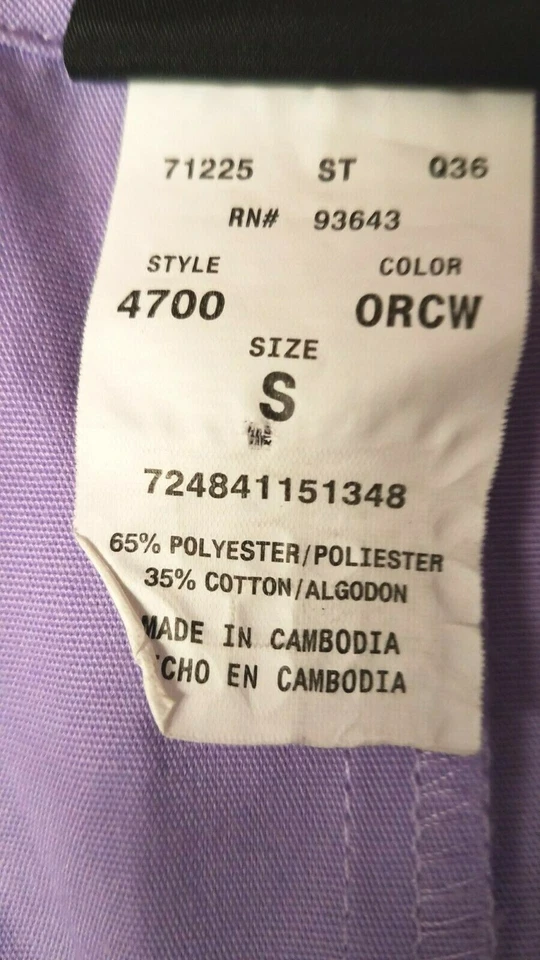 71225 ST Q36
RN# 93643
STYLE COLOR
4700 ORCW
SIZE
S
724841151348
65% POLYESTER/POLIESTER
35% COTTON/ALGODON
MADE IN CAMBODIA
CHO EN CAMBODIA